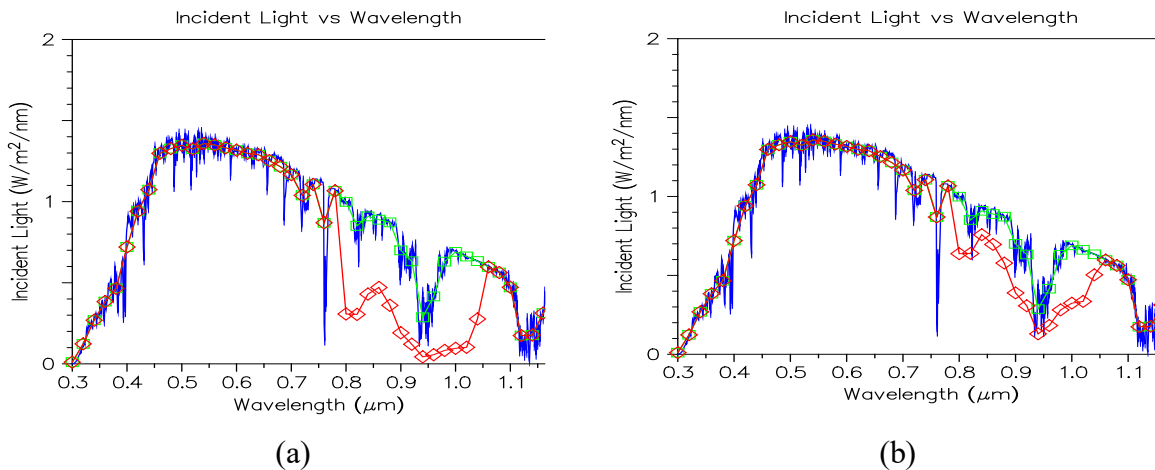 Incident Light vs Wavelength
Incident Light (W/m^2/nm)
2
1
0
0.3 0.4 0.5 0.6 0.7 0.8 0.9 1.0 1.1
Wavelength (μm)
(a)
Incident Light vs Wavelength
Incident Light (W/m^2/nm)
2
1
0
0.3 0.4 0.5 0.6 0.7 0.8 0.9 1.0 1.1
Wavelength (μm)
(b)